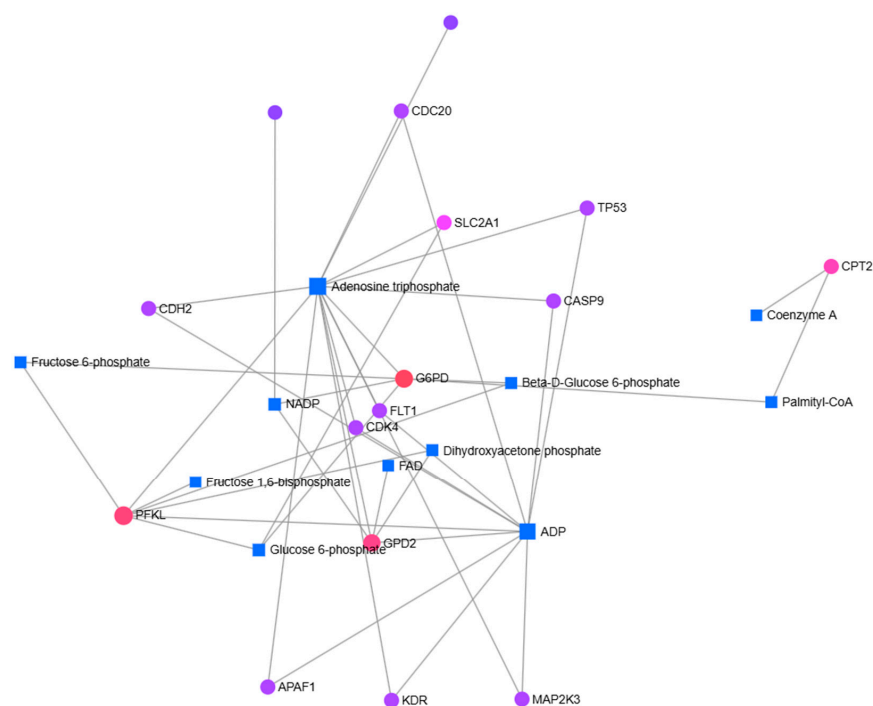 CDC20
TP53
SLC2A1
CPT2
Adenosine triphosphate
CASP9
CDH2
Coenzyme A
Fructose 6-phosphate
G6PD
Beta-D-Glucose 6-phosphate
NADP
FLT1
Palmityl-CoA
CDK4
Dihydroxyacetone phosphate
FAD
Fructose 1,6-bisphosphate
PFKL
ADP
Glucose 6-phosphate
GPD2
APAF1
KDR
MAP2K3